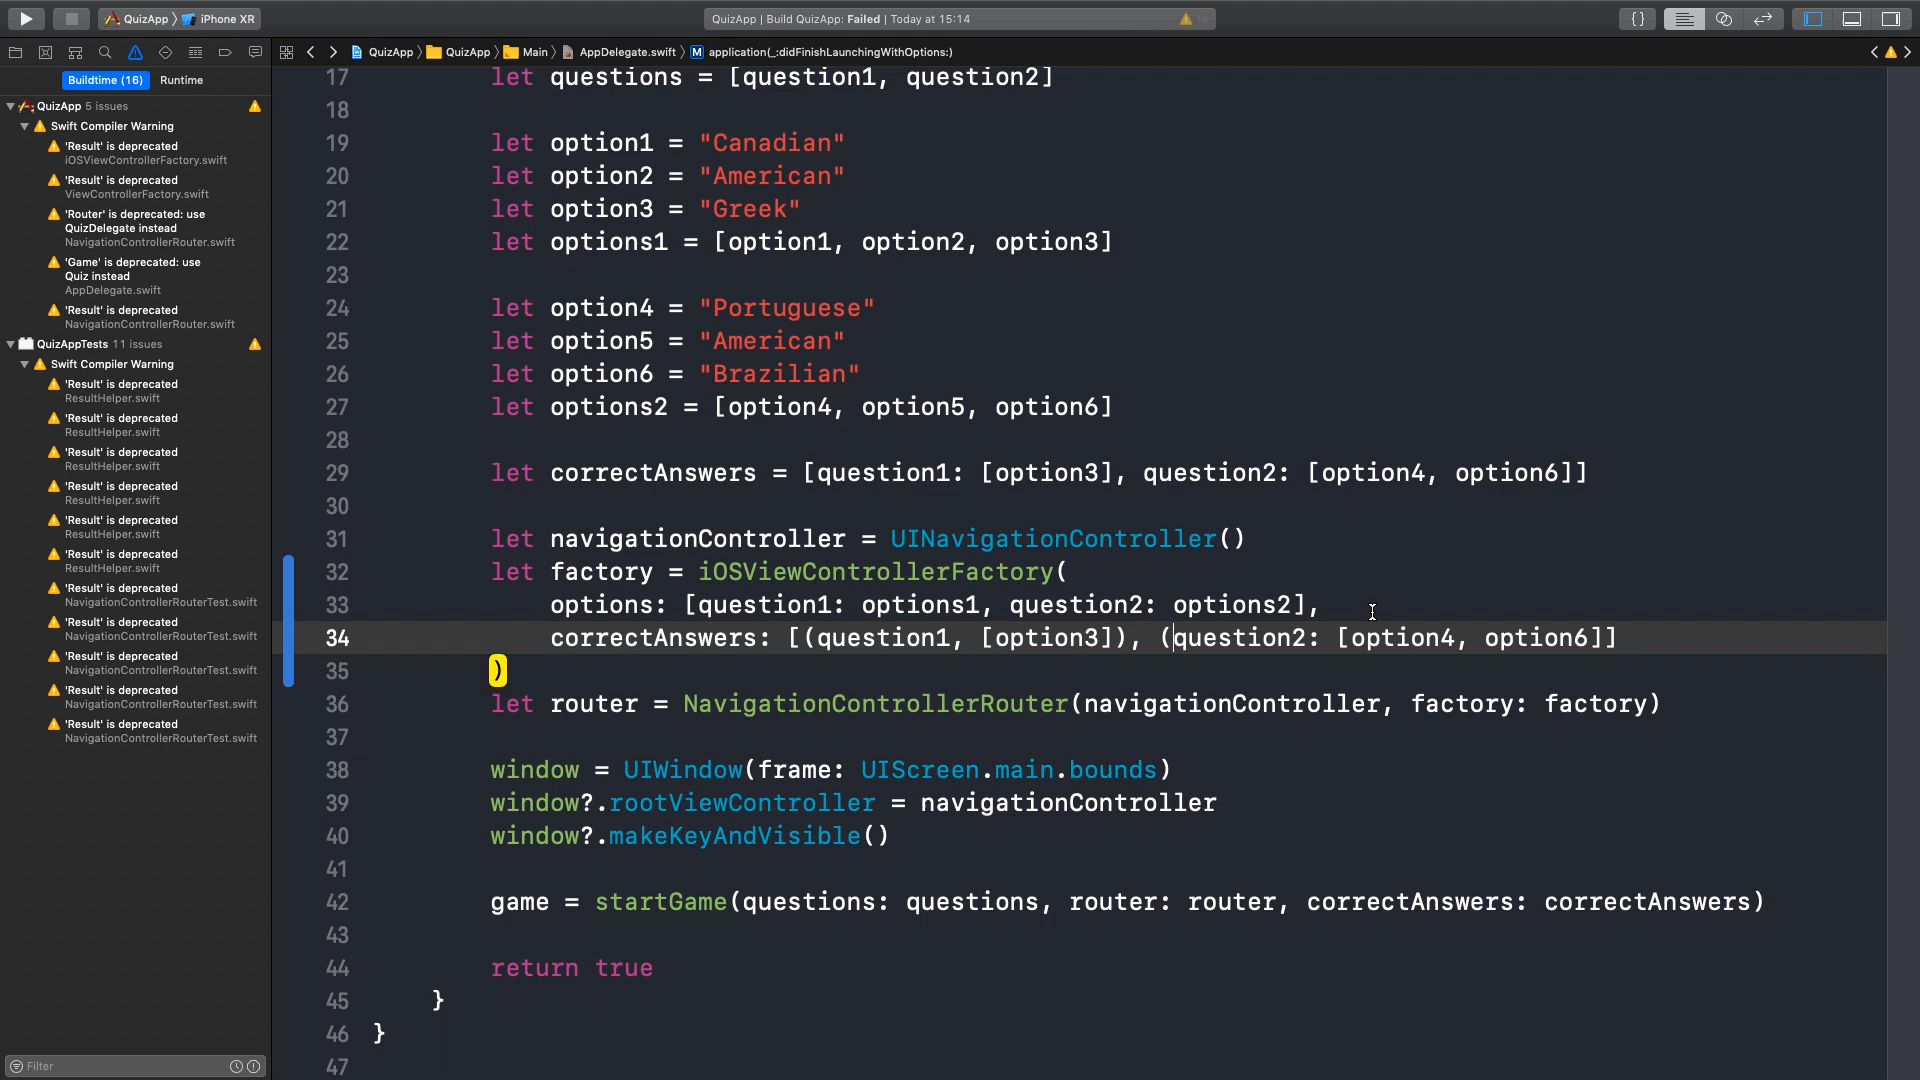 QuizApp 〉 iPhone XR
QuizApp | Build QuizApp: Failed | Today at 15:14
QuizApp 〉 QuizApp 〉 Main 〉 AppDelegate.swift 〉 M application(_:didFinishLaunchingWithOptions:)
Buildtime (16) Runtime
QuizApp 5 issues
Swift Compiler Warning
'Result' is deprecated
iOSViewControllerFactory.swift
'Result' is deprecated
ViewControllerFactory.swift
'Router' is deprecated: use
QuizDelegate instead
NavigationControllerRouter.swift
'Game' is deprecated: use
Quiz instead
AppDelegate.swift
'Result' is deprecated
NavigationControllerRouter.swift
QuizAppTests 11 issues
Swift Compiler Warning
'Result' is deprecated
ResultHelper.swift
'Result' is deprecated
ResultHelper.swift
'Result' is deprecated
ResultHelper.swift
'Result' is deprecated
ResultHelper.swift
'Result' is deprecated
ResultHelper.swift
'Result' is deprecated
ResultHelper.swift
'Result' is deprecated
NavigationControllerRouterTest.swift
'Result' is deprecated
NavigationControllerRouterTest.swift
'Result' is deprecated
NavigationControllerRouterTest.swift
'Result' is deprecated
NavigationControllerRouterTest.swift
'Result' is deprecated
NavigationControllerRouterTest.swift
Filter
17 let questions = [question1, question2]
18
19 let option1 = "Canadian"
20 let option2 = "American"
21 let option3 = "Greek"
22 let options1 = [option1, option2, option3]
23
24 let option4 = "Portuguese"
25 let option5 = "American"
26 let option6 = "Brazilian"
27 let options2 = [option4, option5, option6]
28
29 let correctAnswers = [question1: [option3], question2: [option4, option6]]
30
31 let navigationController = UINavigationController()
32 let factory = iOSViewControllerFactory(
33 options: [question1: options1, question2: options2],
34 correctAnswers: [(question1, [option3]), (question2: [option4, option6]]
35 )
36 let router = NavigationControllerRouter(navigationController, factory: factory)
37
38 window = UIWindow(frame: UIScreen.main.bounds)
39 window?.rootViewController = navigationController
40 window?.makeKeyAndVisible()
41
42 game = startGame(questions: questions, router: router, correctAnswers: correctAnswers)
43
44 return true
45 }
46 }
47